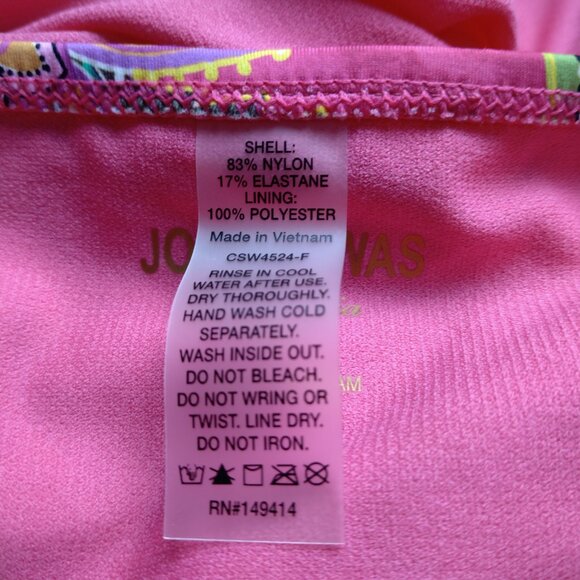 SHELL:
83% NYLON
17% ELASTANE
LINING:
100% POLYESTER
Made in Vietnam
CSW4524-F
RINSE IN COOL
WATER AFTER USE.
DRY THOROUGHLY.
HAND WASH COLD
SEPARATELY.
WASH INSIDE OUT.
DO NOT BLEACH.
DO NOT WRING OR
TWIST. LINE DRY.
DO NOT IRON.
RN#149414